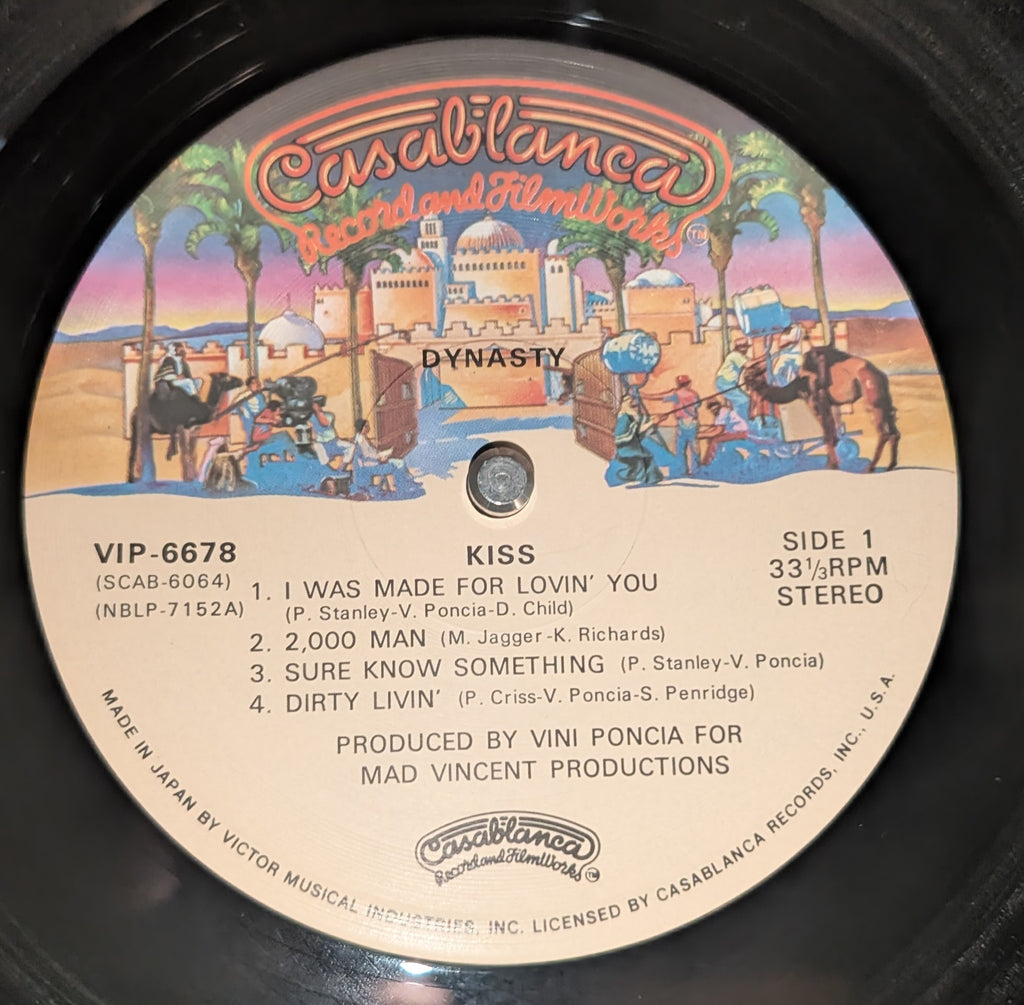 Casablanca
Record and FilmWorks TM
DYNASTY
VIP-6678
(SCAB-6064)
(NBLP-7152A)
KISS
SIDE 1
33⅓RPM
STEREO
1. I WAS MADE FOR LOVIN' YOU
(P. Stanley-V. Poncia-D. Child)
2. 2,000 MAN (M. Jagger-K. Richards)
3. SURE KNOW SOMETHING (P. Stanley-V. Poncia)
4. DIRTY LIVIN' (P. Criss-V. Poncia-S. Penridge)
PRODUCED BY VINI PONCIA FOR
MAD VINCENT PRODUCTIONS
Casablanca
Record and FilmWorks TM
MADE IN JAPAN BY VICTOR MUSICAL INDUSTRIES, INC. LICENSED BY CASABLANCA RECORDS, INC., U.S.A.